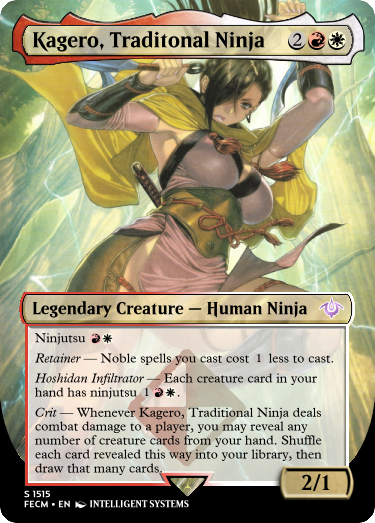 Kagero, Traditonal Ninja 2
Legendary Creature — Human Ninja
Ninjutsu
Retainer — Noble spells you cast cost 1 less to cast.
Hoshidan Infiltrator — Each creature card in your
hand has ninjutsu 1 .
Crit — Whenever Kagero, Traditional Ninja deals
combat damage to a player, you may reveal any
number of creature cards from your hand. Shuffle
each card revealed this way into your library, then
draw that many cards.
2/1
S 1515
FECM • EN INTELLIGENT SYSTEMS